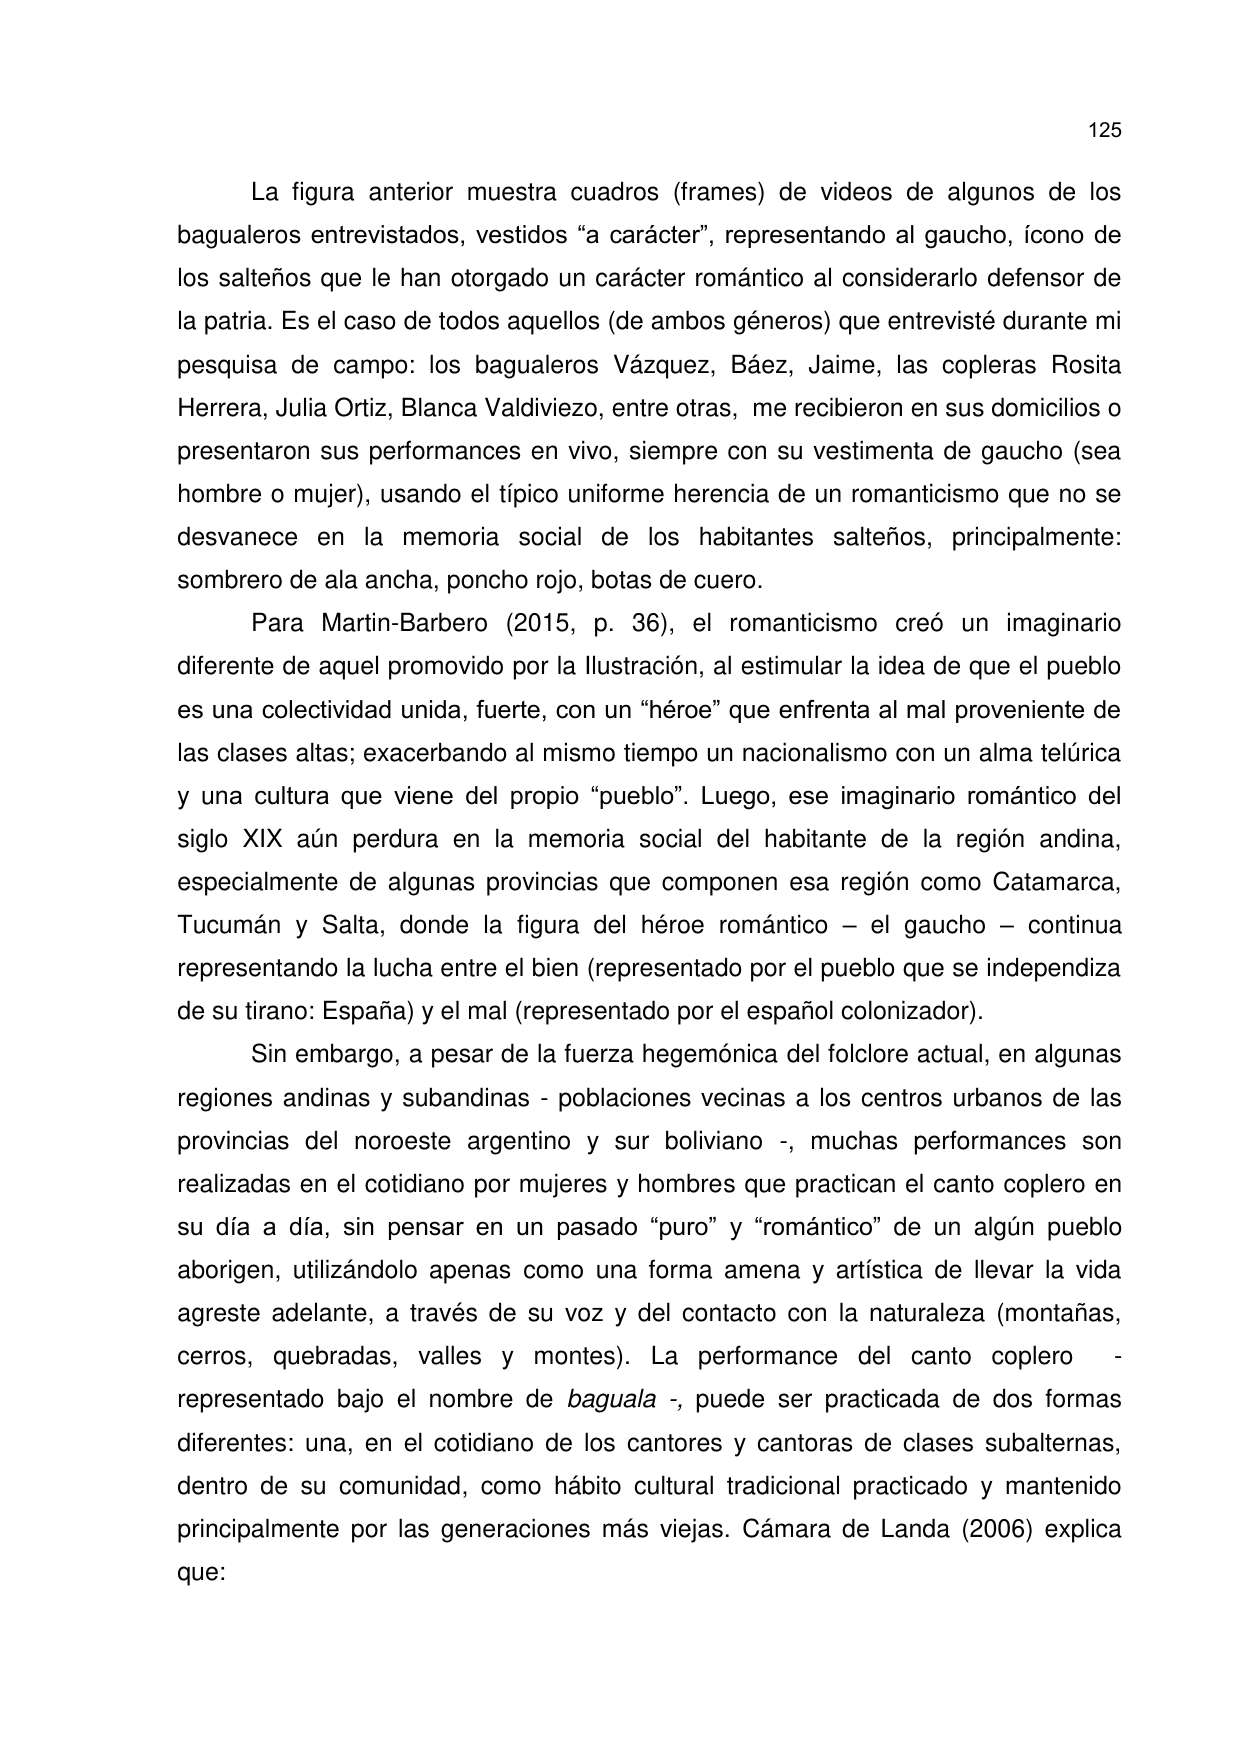 125
La figura anterior muestra cuadros (frames) de videos de algunos de los
bagualeros entrevistados, vestidos “a carácter”, representando al gaucho, ícono de
los salteños que le han otorgado un carácter romántico al considerarlo defensor de
la patria. Es el caso de todos aquellos (de ambos géneros) que entrevisté durante mi
pesquisa de campo: los bagualeros Vázquez, Báez, Jaime, las copleras Rosita
Herrera, Julia Ortiz, Blanca Valdiviezo, entre otras,  me recibieron en sus domicilios o
presentaron sus performances en vivo, siempre con su vestimenta de gaucho (sea
hombre o mujer), usando el típico uniforme herencia de un romanticismo que no se
desvanece en la memoria social de los habitantes salteños, principalmente:
sombrero de ala ancha, poncho rojo, botas de cuero.
Para Martin-Barbero (2015, p. 36), el romanticismo creó un imaginario
diferente de aquel promovido por la Ilustración, al estimular la idea de que el pueblo
es una colectividad unida, fuerte, con un “héroe” que enfrenta al mal proveniente de
las clases altas; exacerbando al mismo tiempo un nacionalismo con un alma telúrica
y una cultura que viene del propio “pueblo”. Luego, ese imaginario romántico del
siglo XIX aún perdura en la memoria social del habitante de la región andina,
especialmente de algunas provincias que componen esa región como Catamarca,
Tucumán y Salta, donde la figura del héroe romántico – el gaucho – continua
representando la lucha entre el bien (representado por el pueblo que se independiza
de su tirano: España) y el mal (representado por el español colonizador).
Sin embargo, a pesar de la fuerza hegemónica del folclore actual, en algunas
regiones andinas y subandinas - poblaciones vecinas a los centros urbanos de las
provincias del noroeste argentino y sur boliviano -, muchas performances son
realizadas en el cotidiano por mujeres y hombres que practican el canto coplero en
su día a día, sin pensar en un pasado “puro” y “romántico” de un algún pueblo
aborigen, utilizándolo apenas como una forma amena y artística de llevar la vida
agreste adelante, a través de su voz y del contacto con la naturaleza (montañas,
cerros, quebradas, valles y montes). La performance del canto coplero  -
representado bajo el nombre de baguala -, puede ser practicada de dos formas
diferentes: una, en el cotidiano de los cantores y cantoras de clases subalternas,
dentro de su comunidad, como hábito cultural tradicional practicado y mantenido
principalmente por las generaciones más viejas. Cámara de Landa (2006) explica
que: